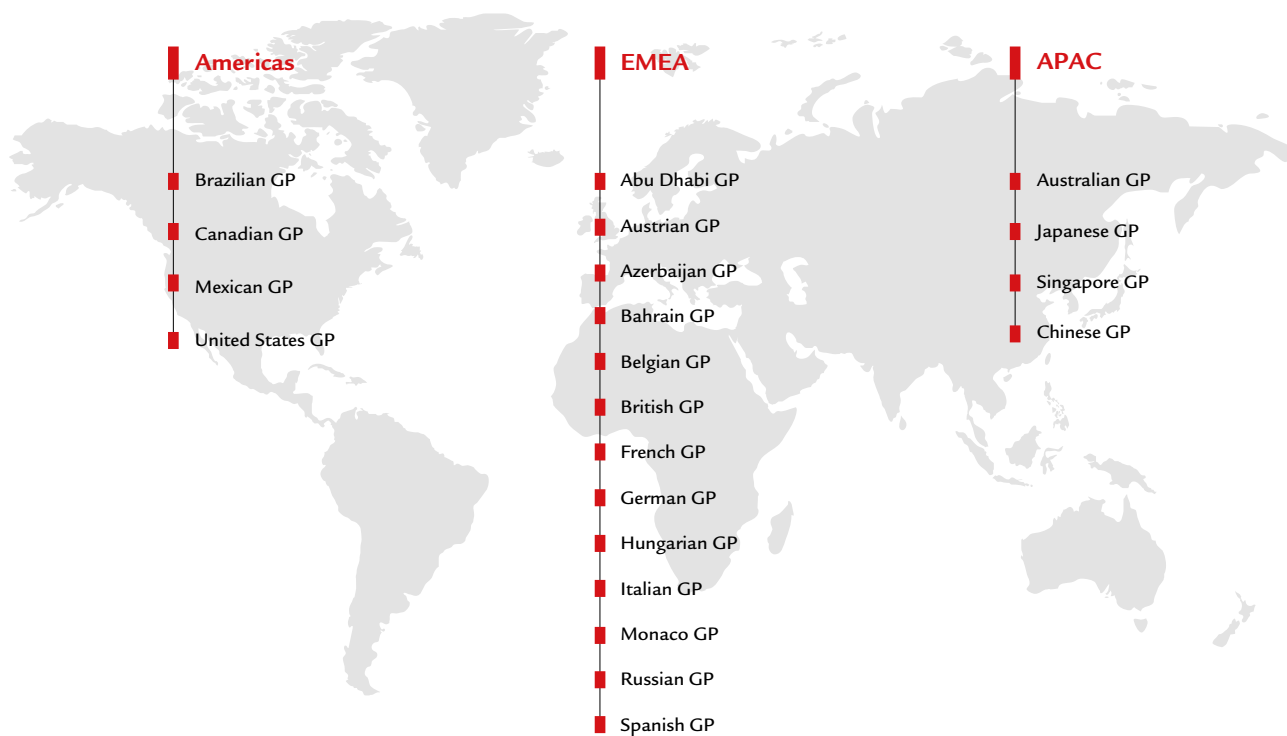 Americas
Brazilian GP
Canadian GP
Mexican GP
United States GP
EMEA
Abu Dhabi GP
Austrian GP
Azerbaijan GP
Bahrain GP
Belgian GP
British GP
French GP
German GP
Hungarian GP
Italian GP
Monaco GP
Russian GP
Spanish GP
APAC
Australian GP
Japanese GP
Singapore GP
Chinese GP